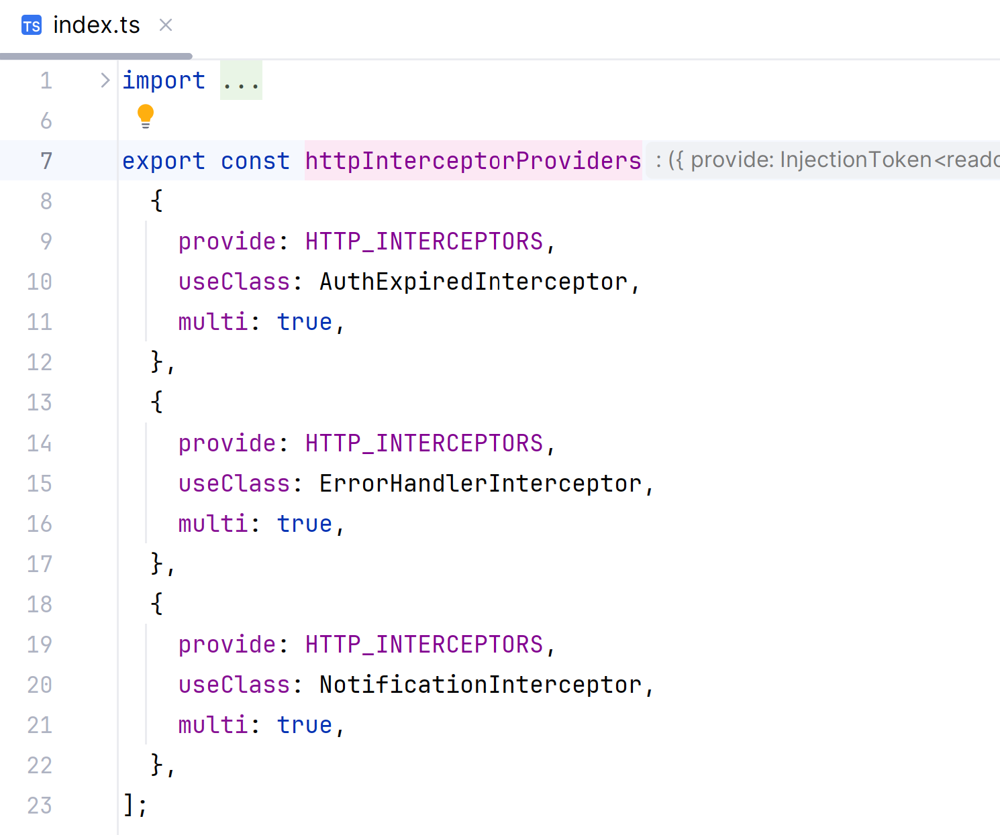 TS index.ts
1 import ...
6
7 export const httpInterceptorProviders : ({ provide: InjectionToken<reado
8 {
9 provide: HTTP_INTERCEPTORS,
10 useClass: AuthExpiredInterceptor,
11 multi: true,
12 },
13 {
14 provide: HTTP_INTERCEPTORS,
15 useClass: ErrorHandlerInterceptor,
16 multi: true,
17 },
18 {
19 provide: HTTP_INTERCEPTORS,
20 useClass: NotificationInterceptor,
21 multi: true,
22 },
23 ];